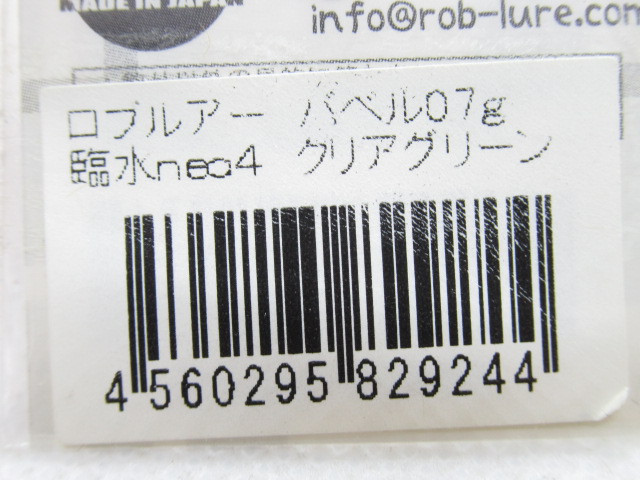 MADE IN JAPAN
info@rob-lure.com
ロブルアー バベル07g
臨水neo4 クリアグリーン
4 560295 829244